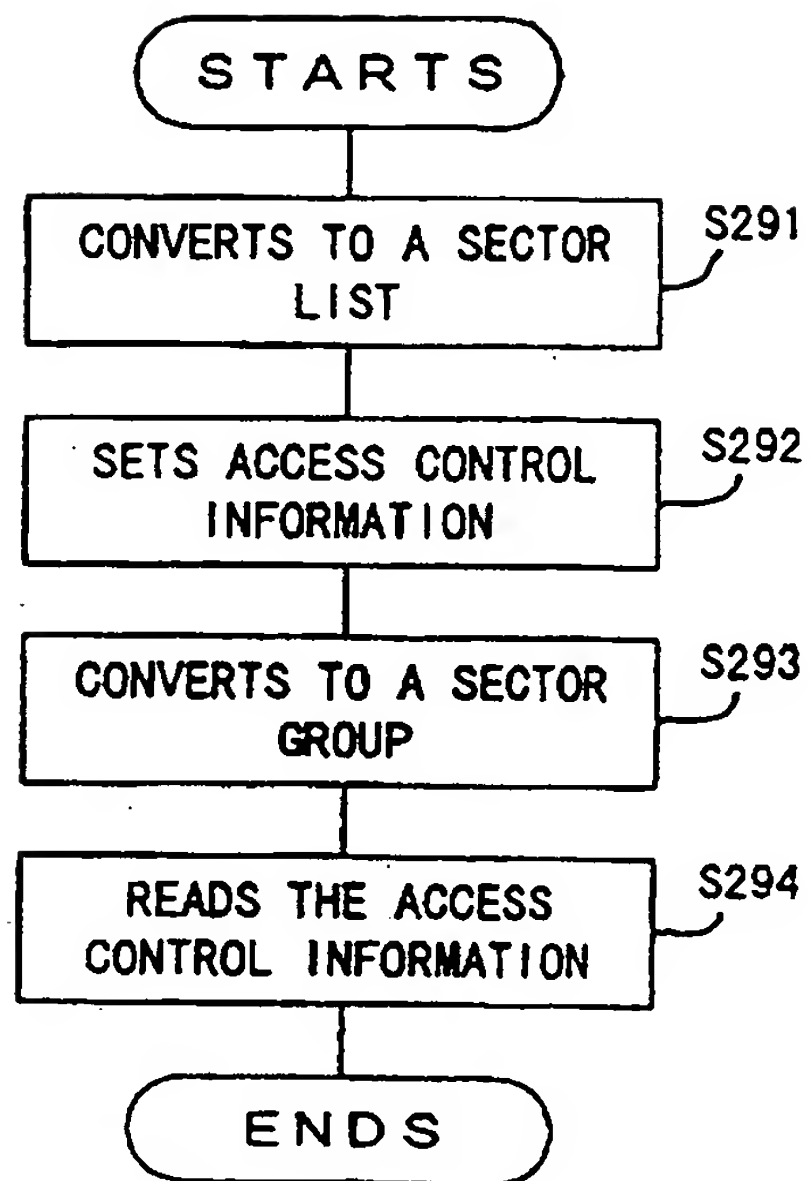 STARTS
CONVERTS TO A SECTOR
LIST
S291
SETS ACCESS CONTROL
INFORMATION
S292
CONVERTS TO A SECTOR
GROUP
S293
READS THE ACCESS
CONTROL INFORMATION
S294
ENDS